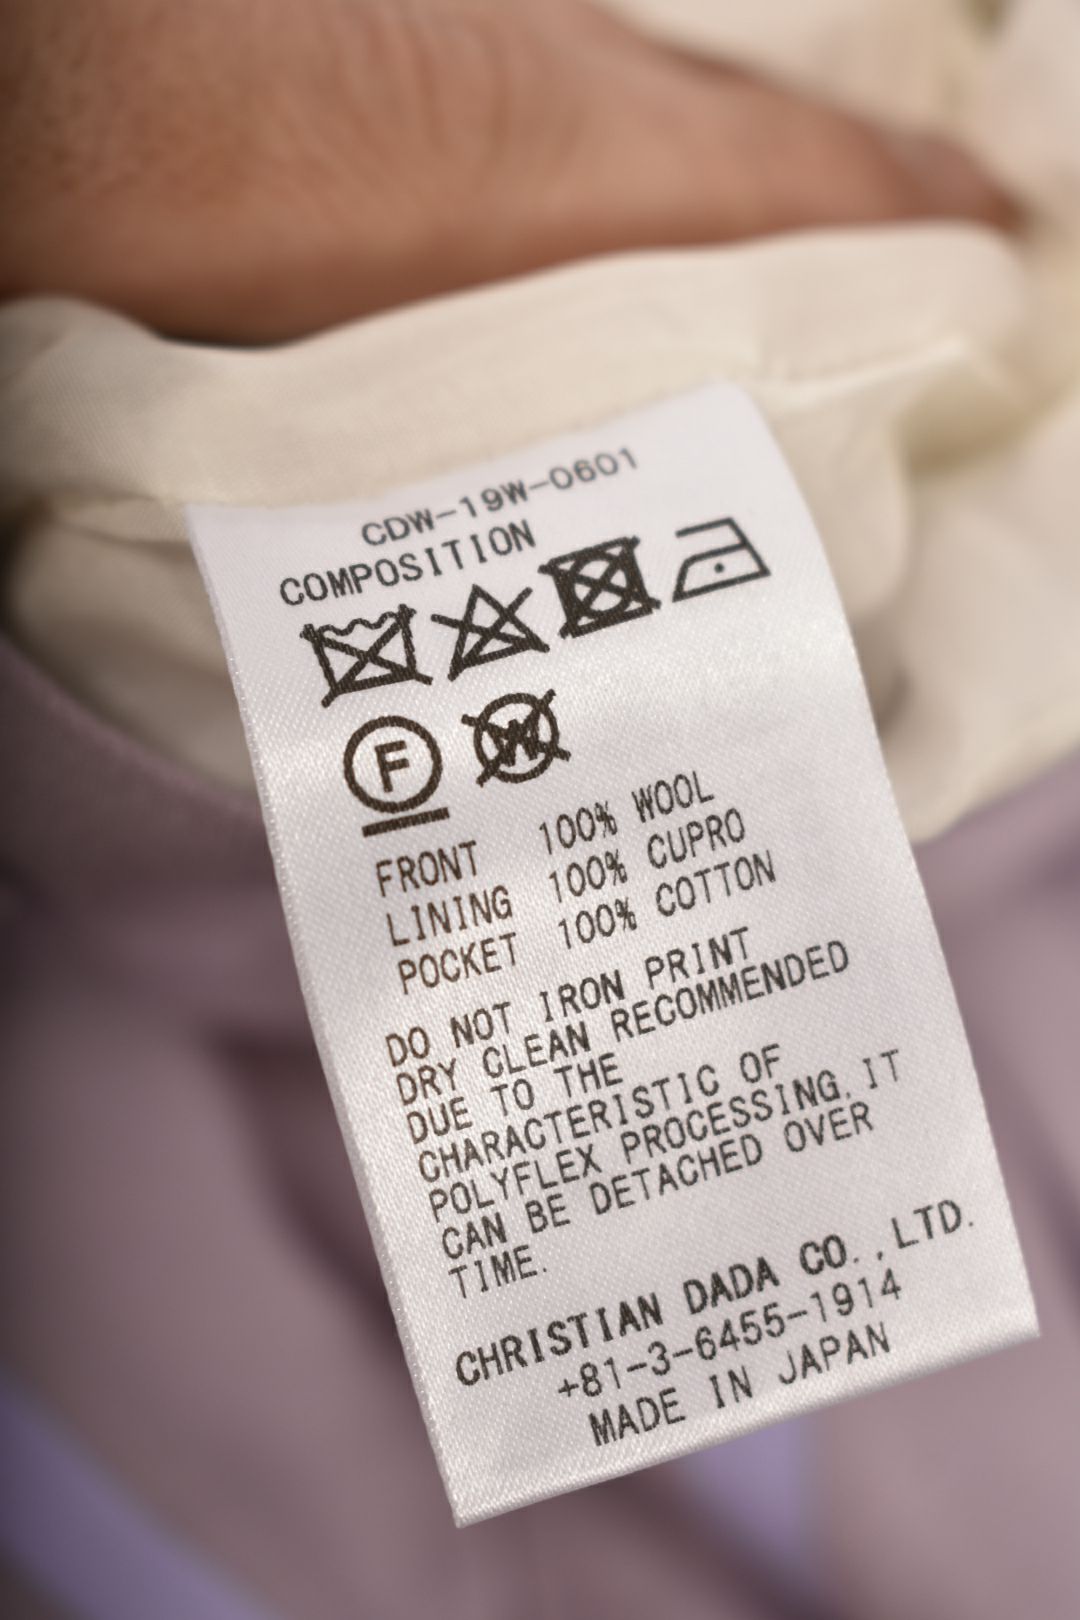 CDW-19W-0601
COMPOSITION
F
W
FRONT 100% WOOL
LINING 100% CUPRO
POCKET 100% COTTON
DO NOT IRON PRINT
DRY CLEAN RECOMMENDED
DUE TO THE
CHARACTERISTIC OF
POLYFLEX PROCESSING, IT
CAN BE DETACHED OVER
TIME.
CHRISTIAN DADA CO.,LTD.
+81-3-6455-1914
MADE IN JAPAN